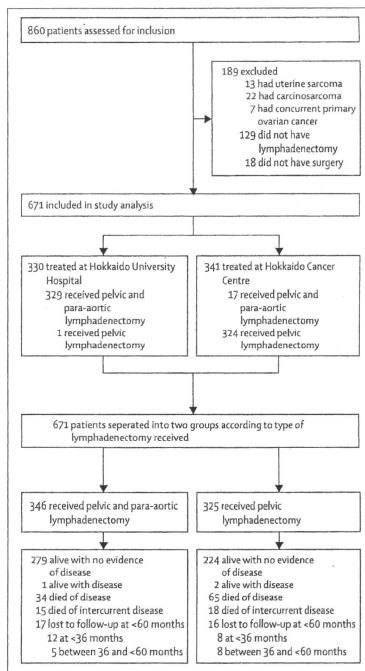 860 patients assessed for inclusion
189 excluded
13 had uterine sarcoma
22 had carcinosarcoma
7 had concurrent primary
ovarian cancer
129 did not have
lymphadenectomy
18 did not have surgery
671 included in study analysis
330 treated at Hokkaido University
Hospital
329 received pelvic and
para-aortic
lymphadenectomy
1 received pelvic
lymphadenectomy
341 treated at Hokkaido Cancer
Centre
17 received pelvic and
para-aortic
lymphadenectomy
324 received pelvic
lymphadenectomy
671 patients seperated into two groups according to type of
lymphadenectomy received
346 received pelvic and para-aortic
lymphadenectomy
325 received pelvic
lymphadenectomy
279 alive with no evidence
of disease
1 alive with disease
34 died of disease
15 died of intercurrent disease
17 lost to follow-up at <60 months
12 at <36 months
5 between 36 and <60 months
224 alive with no evidence
of disease
2 alive with disease
65 died of disease
18 died of intercurrent disease
16 lost to follow-up at <60 months
8 at <36 months
8 between 36 and <60 months